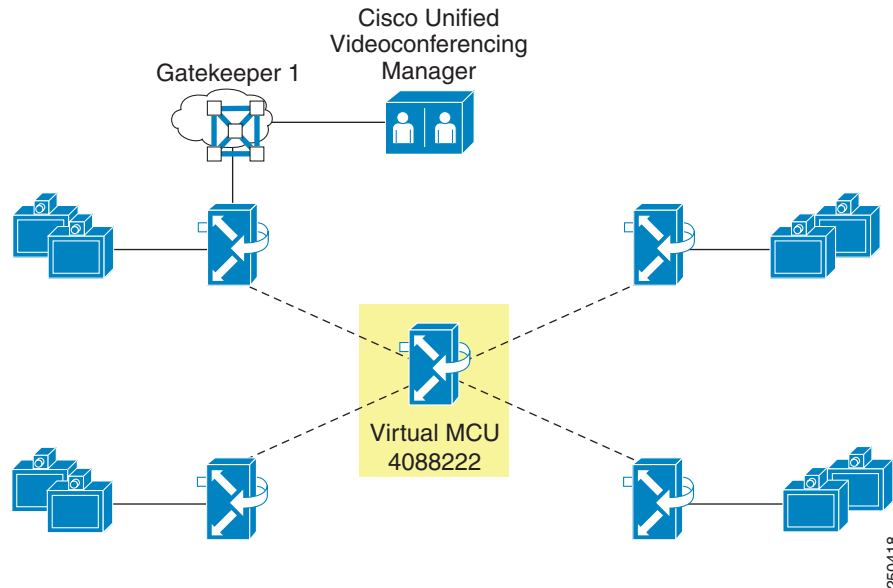 Cisco Unified
Videoconferencing
Manager
Gatekeeper 1
Virtual MCU
4088222
250418